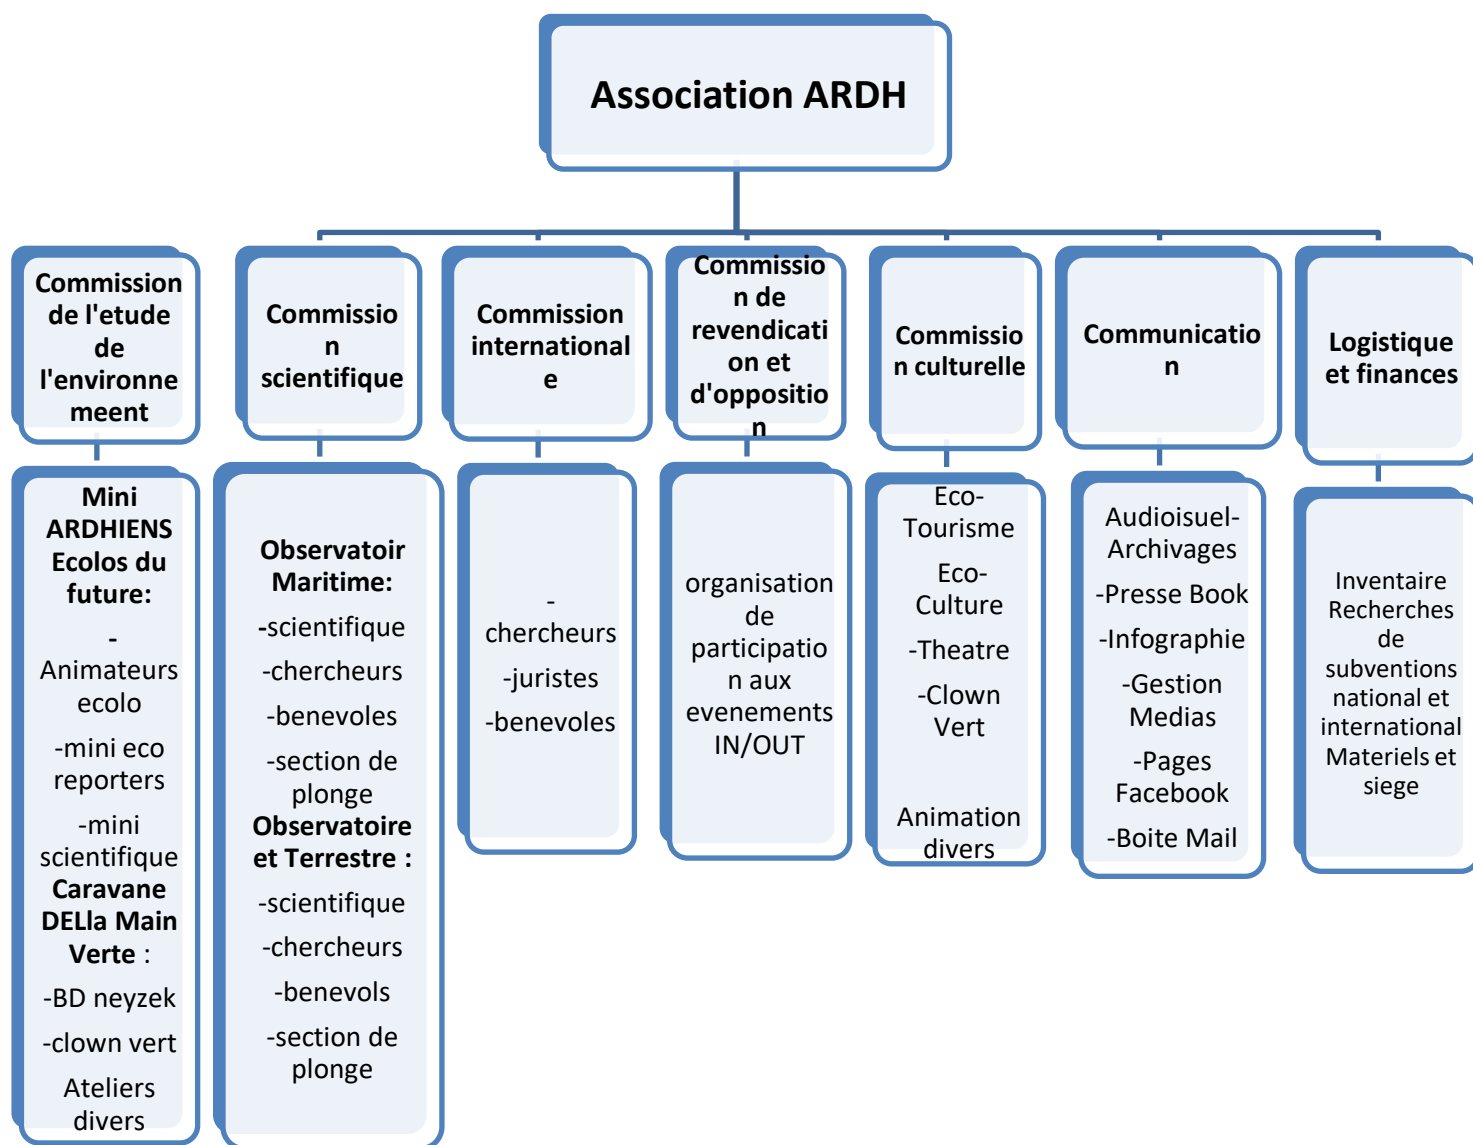 Association ARDH
Commission
de l'etude
de
l'environne
meent
Commissio
n
scientifique
Commission
international
e
Commissio
n de
revendicati
on et
d'oppositio
n
Commissio
n culturelle
Communicatio
n
Logistique
et finances
Mini
ARDHIENS
Ecolos du
future:
-
Animateurs
ecolo
-mini eco
reporters
-mini
scientifique
Caravane
DELla Main
Verte :
-BD neyzek
-clown vert
Ateliers
divers
Observatoir
Maritime:
-scientifique
-chercheurs
-benevoles
-section de
plonge
Observatoire
et Terrestre :
-scientifique
-chercheurs
-benevols
-section de
plonge
-
chercheurs
-juristes
-benevoles
organisation
de
participatio
n aux
evenements
IN/OUT
Eco-
Tourisme
Eco-
Culture
-Theatre
-Clown
Vert
Animation
divers
Audioisuel-
Archivages
-Presse Book
-Infographie
-Gestion
Medias
-Pages
Facebook
-Boite Mail
Inventaire
Recherches
de
subventions
national et
international
Materiels et
siege